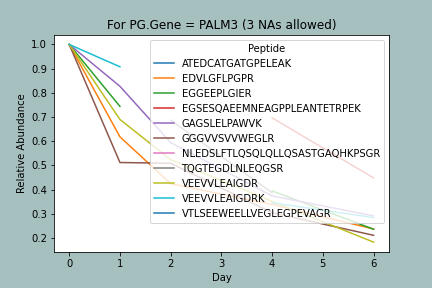 For PG.Gene = PALM3 (3 NAs allowed)
Relative Abundance
1.0
0.9
0.8
0.7
0.6
0.5
0.4
0.3
0.2
Peptide
ATEDCATGATGPELEAK
EDVLGFLPGPR
EGGEEPLGIER
EGSESQAEEMNEAGPPLEANTETRPEK
GAGSLELPAWVK
GGGVVSVVWEGLR
NLEDSLFTLQSQLQLLQSASTGAQHKPSGR
TQGTEGDLNLEQGSR
VEEVVLEAIGDR
VEEVVLEAIGDRK
VTLSEEWEELLVEGLEGPEVAGR
0 1 2 3 4 5 6
Day